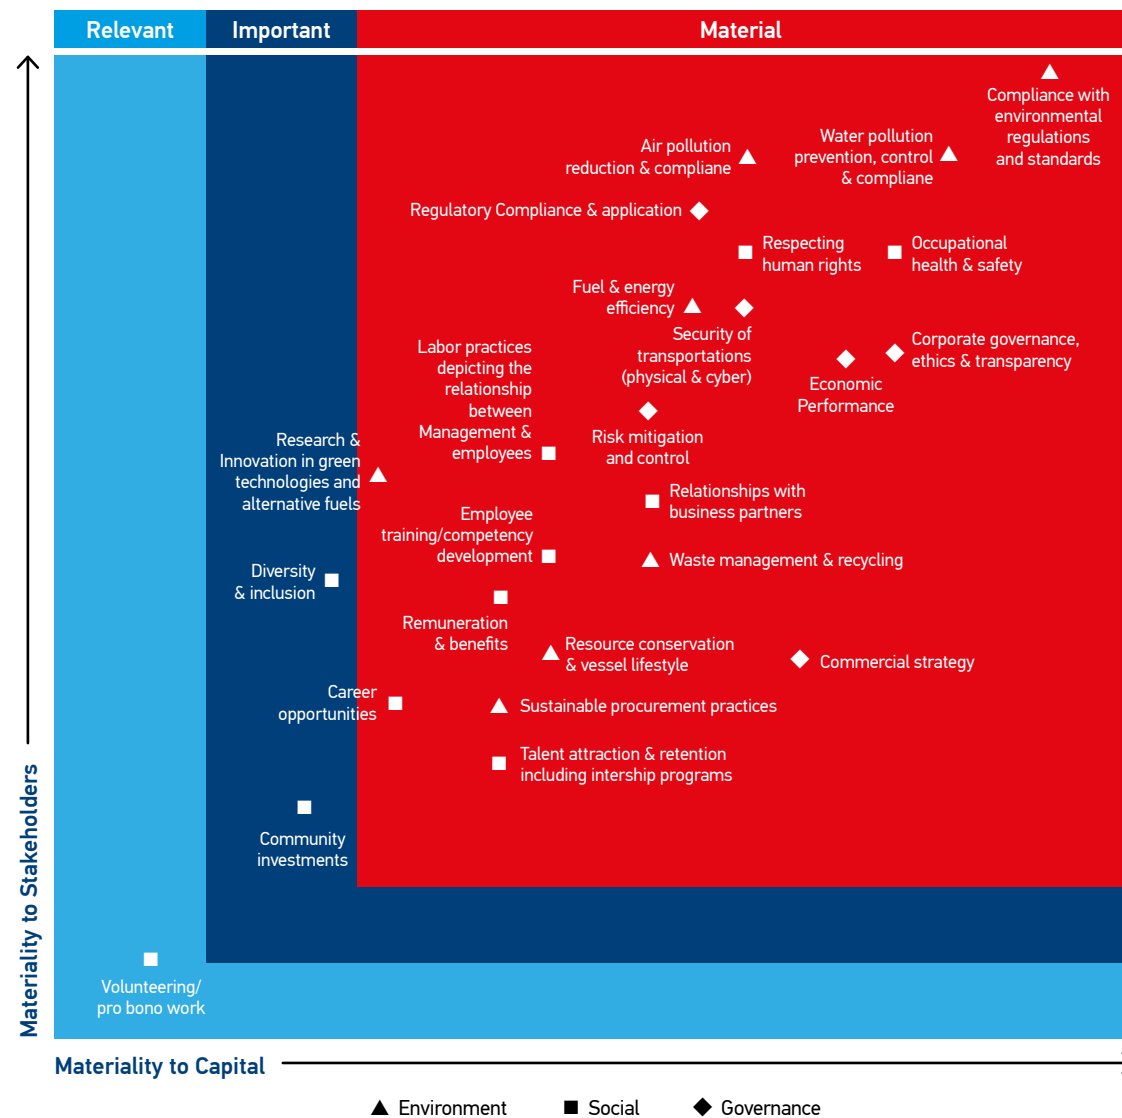 Relevant
Important
Material
Compliance with
environmental
regulations
and standards
Air pollution
reduction & compliane
Water pollution
prevention, control
& compliane
Regulatory Compliance & application
Respecting
human rights
Occupational
health & safety
Fuel & energy
efficiency
Security of
transportations
(physical & cyber)
Corporate governance,
ethics & transparency
Economic
Performance
Labor practices
depicting the
relationship
between
Management &
employees
Risk mitigation
and control
Research &
Innovation in green
technologies and
alternative fuels
Relationships with
business partners
Employee
training/competency
development
Waste management & recycling
Diversity
& inclusion
Remuneration
& benefits
Resource conservation
& vessel lifestyle
Commercial strategy
Career
opportunities
Sustainable procurement practices
Talent attraction & retention
including intership programs
Community
investments
Volunteering/
pro bono work
Materiality to Stakeholders
Materiality to Capital
Environment
Social
Governance